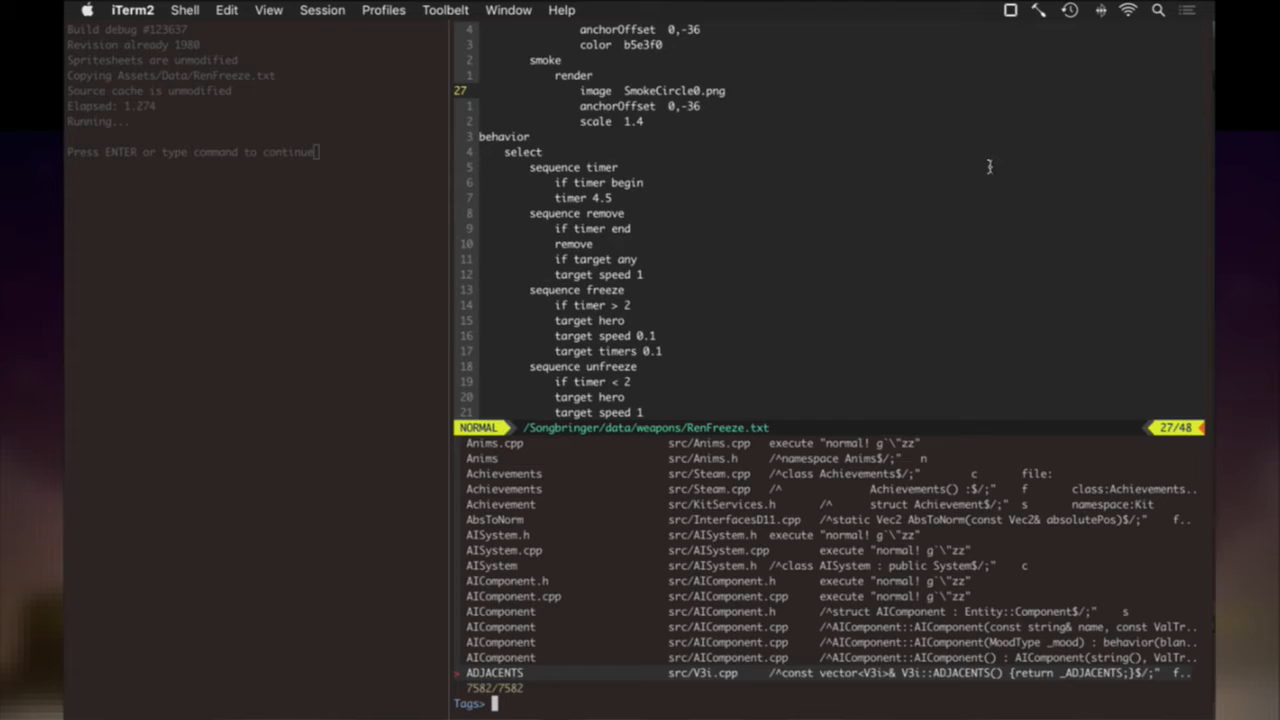 iTerm2 Shell Edit View Session Profiles Toolbelt Window Help
Build debug #123637
Revision already 1980
Spritesheets are unmodified
Copying Assets/Data/RenFreeze.txt
Source cache is unmodified
Elapsed: 1.274
Running...
Press ENTER or type command to continue
4 anchorOffset 0,-36
3 color b5e3f0
2 smoke
1 render
27 image SmokeCircle0.png
1 anchorOffset 0,-36
2 scale 1.4
3 behavior
4 select
5 sequence timer
6 if timer begin
7 timer 4.5
8 sequence remove
9 if timer end
10 remove
11 if target any
12 target speed 1
13 sequence freeze
14 if timer > 2
15 target hero
16 target speed 0.1
17 target timers 0.1
18 sequence unfreeze
19 if timer < 2
20 target hero
21 target speed 1
NORMAL /Songbringer/data/weapons/RenFreeze.txt 27/48
Anims.cpp src/Anims.cpp execute "normal! g`\"zz"
Anims src/Anims.h /^namespace Anims$/;" n
Achievements src/Steam.cpp /^class Achievements$/;" c file:
Achievements src/Steam.cpp /^ Achievements() :$/;" f class:Achievements..
Achievement src/KitServices.h /^ struct Achievement$/;" s namespace:Kit
AbsToNorm src/InterfacesD11.cpp /^static Vec2 AbsToNorm(const Vec2& absolutePos)$/;" f..
AISystem.h src/AISystem.h execute "normal! g`\"zz"
AISystem.cpp src/AISystem.cpp execute "normal! g`\"zz"
AISystem src/AISystem.h /^class AISystem : public System$/;" c
AIComponent.h src/AIComponent.h execute "normal! g`\"zz"
AIComponent.cpp src/AIComponent.cpp execute "normal! g`\"zz"
AIComponent src/AIComponent.h /^struct AIComponent : Entity::Component$/;" s
AIComponent src/AIComponent.cpp /^AIComponent::AIComponent(const string& name, const ValTr..
AIComponent src/AIComponent.cpp /^AIComponent::AIComponent(MoodType _mood) : behavior(blan..
AIComponent src/AIComponent.cpp /^AIComponent::AIComponent() : AIComponent(string(), ValTr..
> ADJACENTS src/V3i.cpp /^const vector<V3i>& V3i::ADJACENTS() {return _ADJACENTS;}$/;" f..
7582/7582
Tags>